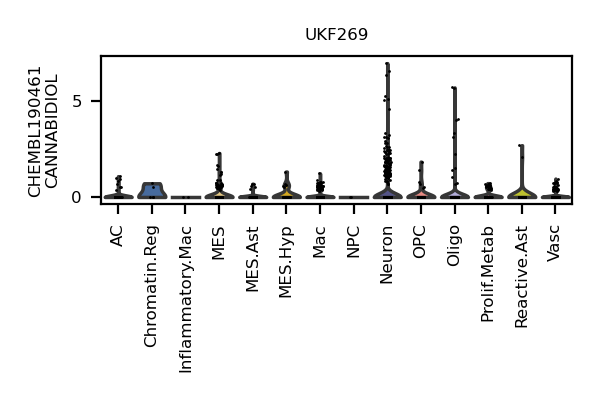 UKF269
CHEMBL190461
CANNABIDIOL
5
0
AC
Chromatin.Reg
Inflammatory.Mac
MES
MES.Ast
MES.Hyp
Mac
NPC
Neuron
OPC
Oligo
Prolif.Metab
Reactive.Ast
Vasc